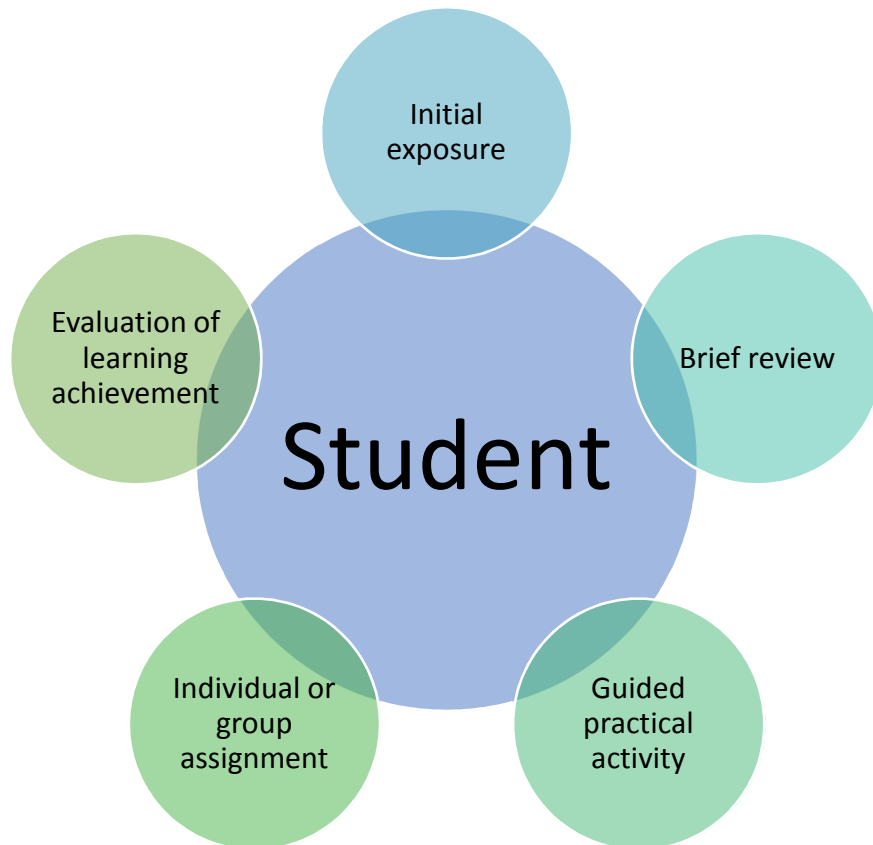 Initial
exposure
Brief review
Guided
practical
activity
Individual or
group
assignment
Evaluation of
learning
achievement
Student